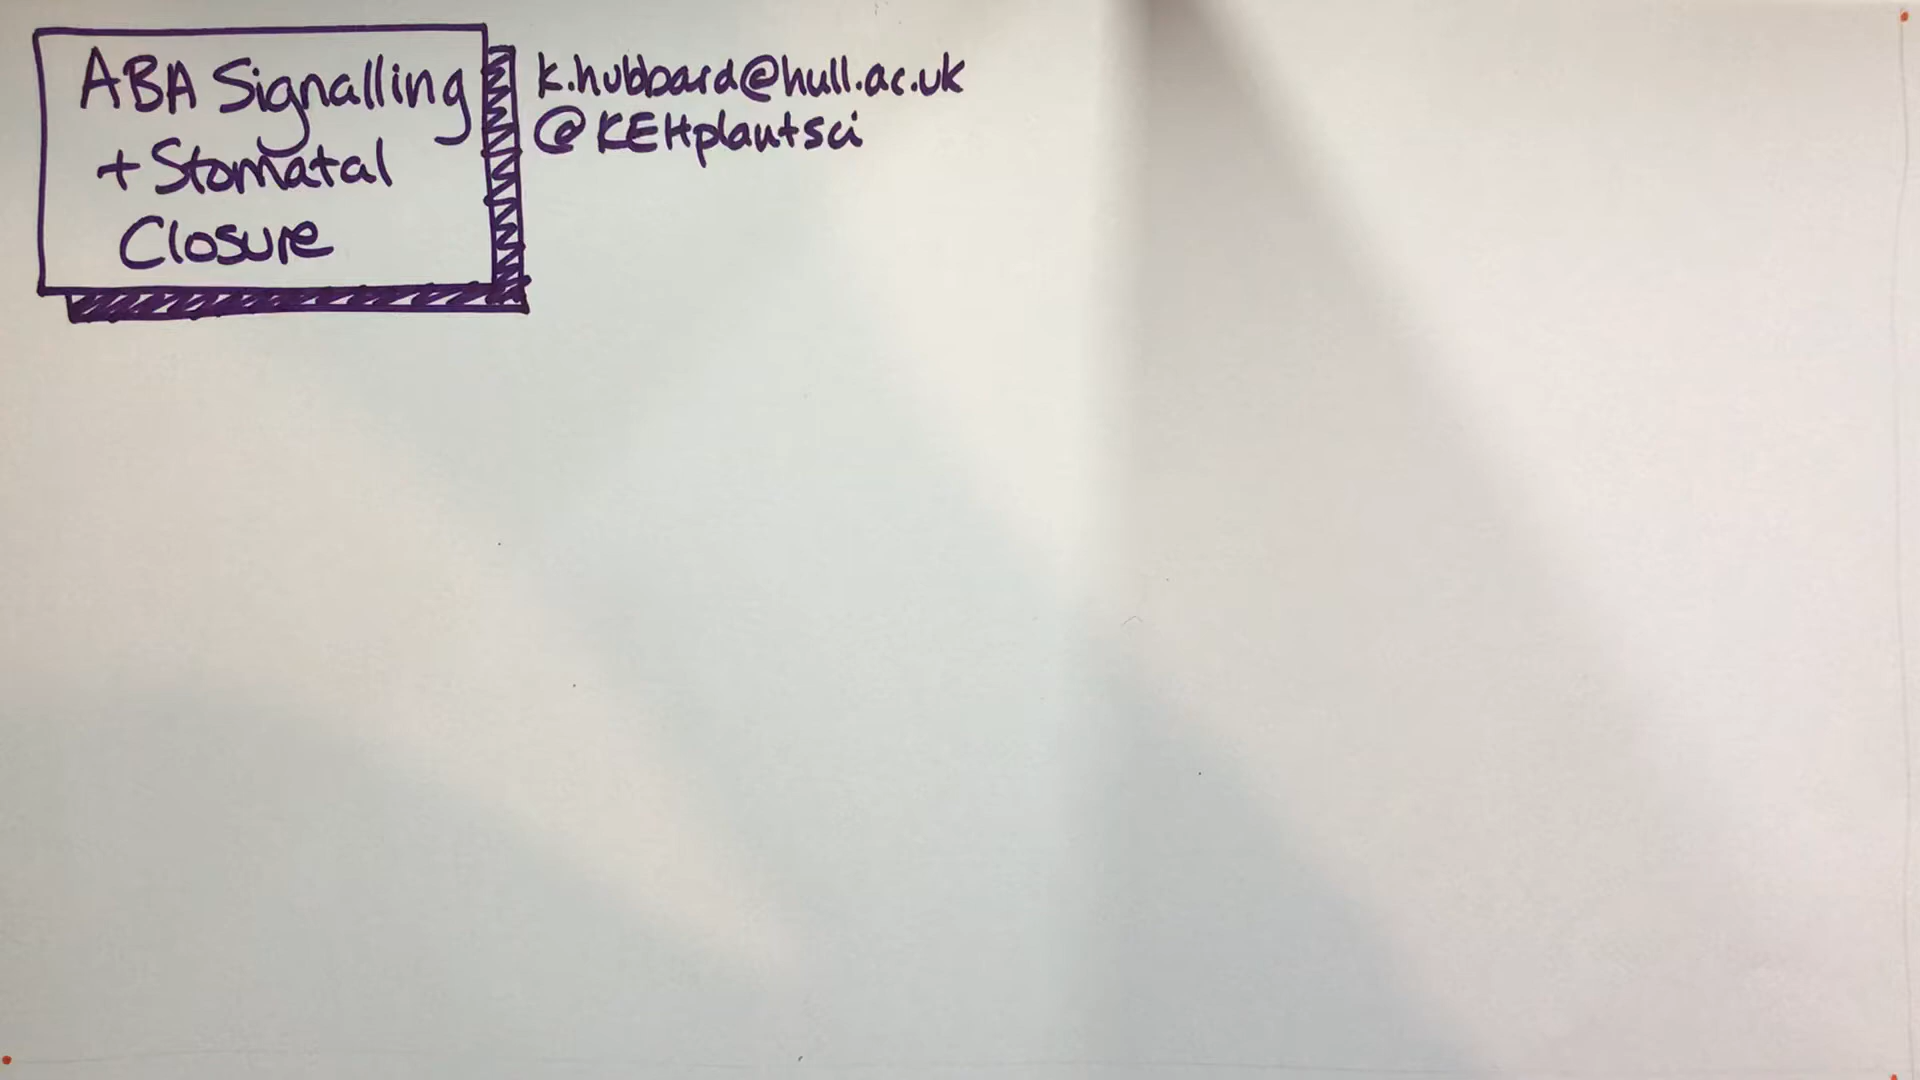 ABA Signalling
+ Stomatal
Closure
k.hubbard@hull.ac.uk
@KEHplantsci